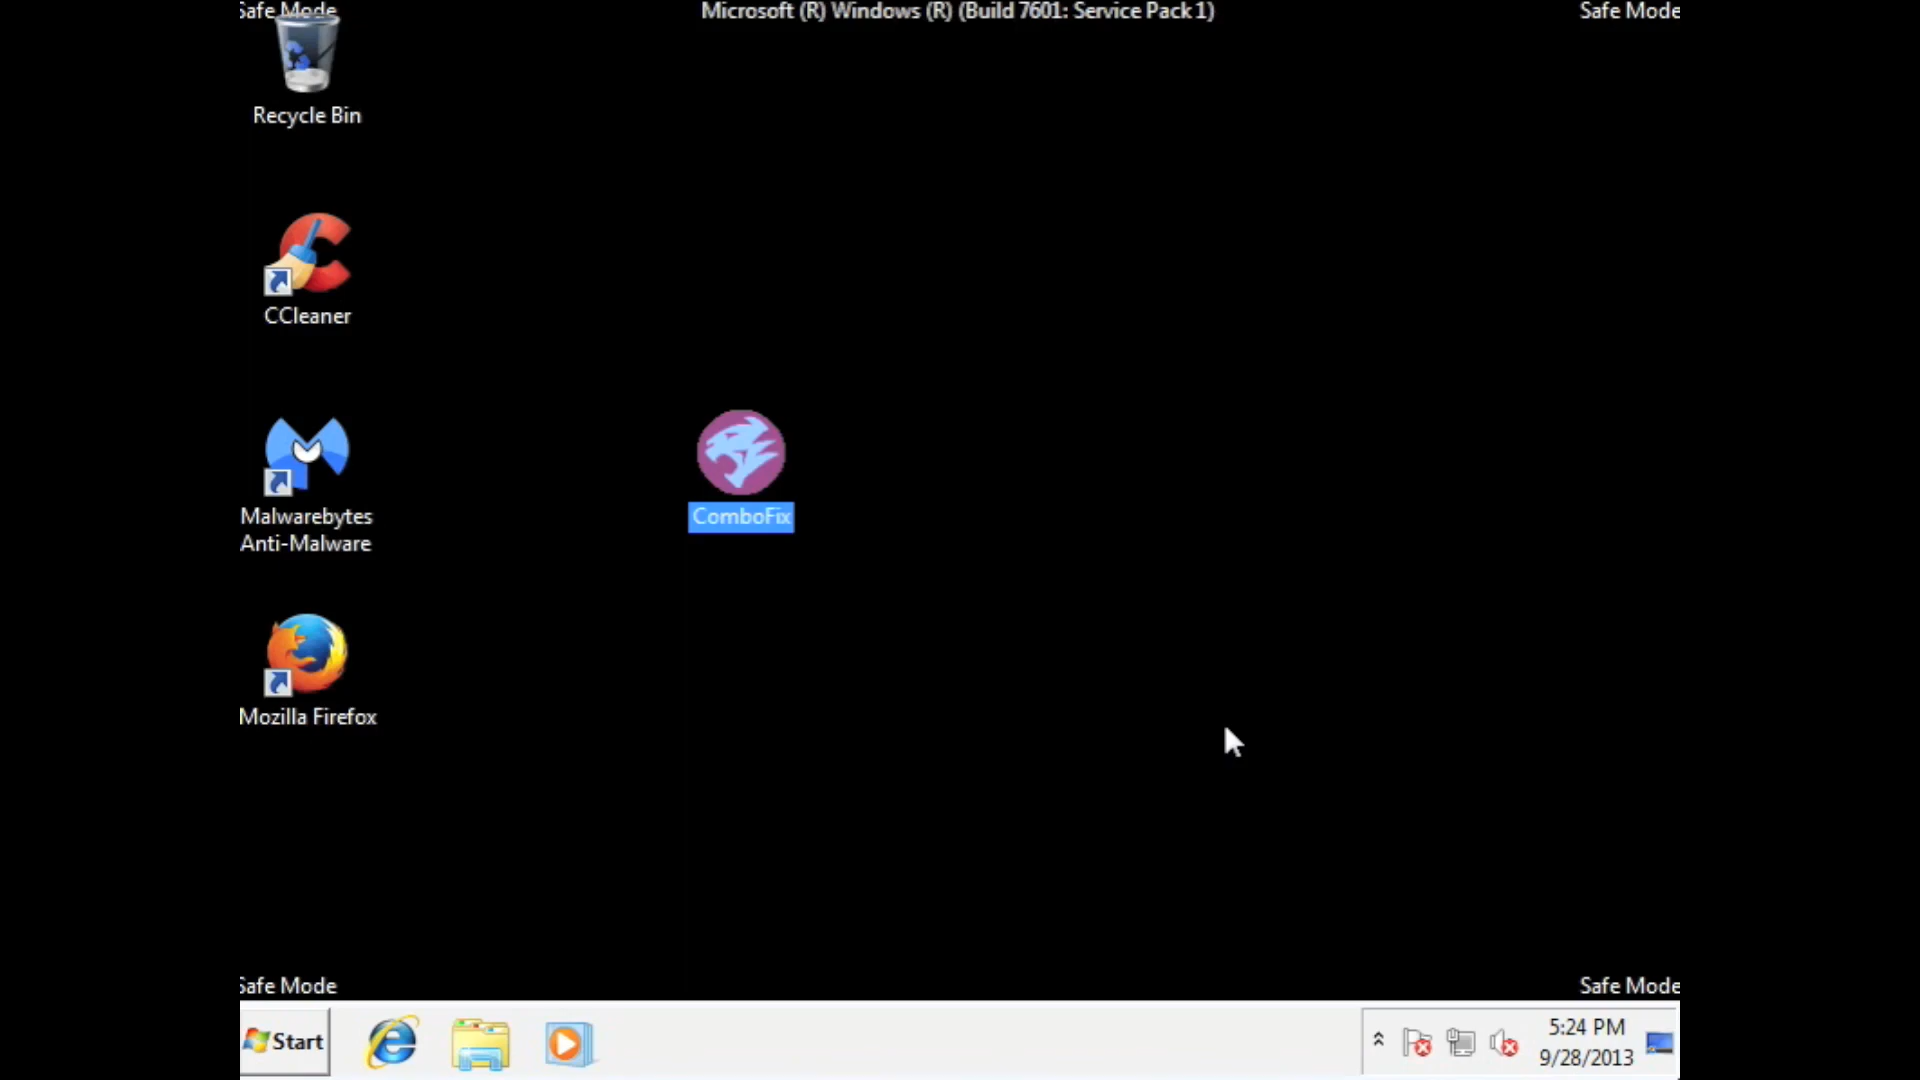 Safe Mode
Microsoft (R) Windows (R) (Build 7601: Service Pack 1)
Safe Mode
Recycle Bin
CCleaner
Malwarebytes
Anti-Malware
ComboFix
Mozilla Firefox
Safe Mode
Safe Mode
Start
5:24 PM
9/28/2013